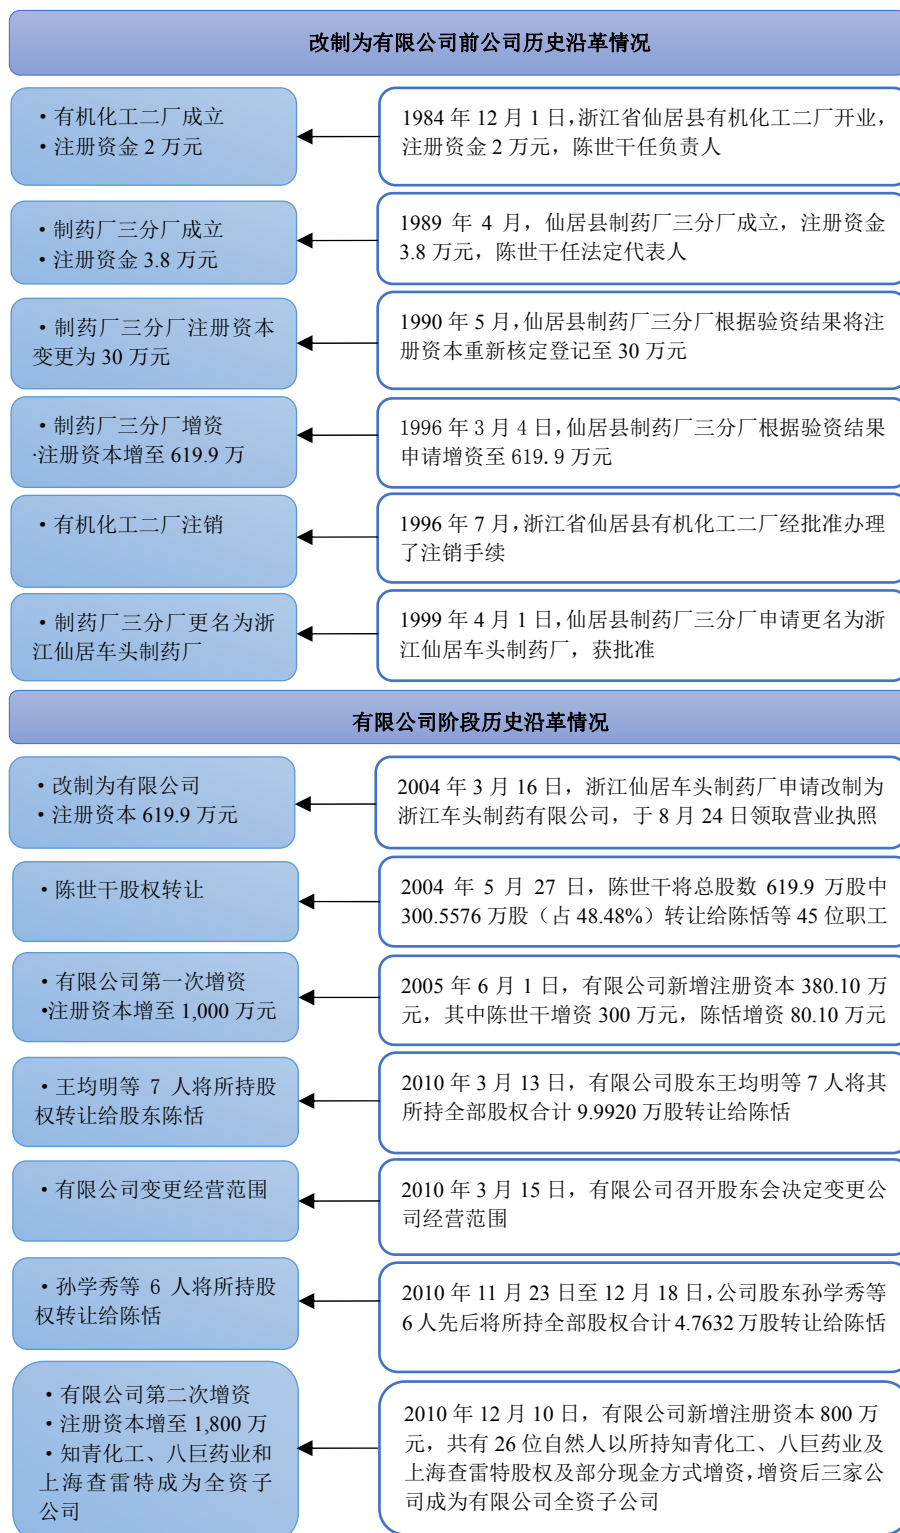 改制为有限公司前公司历史沿革情况
·有机化工二厂成立
·注册资金 2 万元
1984 年 12 月 1 日,浙江省仙居县有机化工二厂开业,
注册资金 2 万元，陈世干任负责人
·制药厂三分厂成立
·注册资金 3.8 万元
1989 年 4 月，仙居县制药厂三分厂成立，注册资金
3.8 万元，陈世干任法定代表人
·制药厂三分厂注册资本
变更为 30 万元
1990 年 5 月,仙居县制药厂三分厂根据验资结果将注
册资本重新核定登记至 30 万元
·制药厂三分厂增资
·注册资本增至 619.9 万
1996 年 3 月 4 日,仙居县制药厂三分厂根据验资结果
申请增资至 619.9 万元
·有机化工二厂注销
1996 年 7 月,浙江省仙居县有机化工二厂经批准办理
了注销手续
·制药厂三分厂更名为浙
江仙居车头制药厂
1999 年 4 月 1 日,仙居县制药厂三分厂申请更名为浙
江仙居车头制药厂，获批准
有限公司阶段历史沿革情况
·改制为有限公司
·注册资本 619.9 万元
2004 年 3 月 16 日，浙江仙居车头制药厂申请改制为
浙江车头制药有限公司，于 8 月 24 日领取营业执照
·陈世干股权转让
2004 年 5 月 27 日，陈世干将总股数 619.9 万股中
300.5576 万股（占 48.48%）转让给陈恬等 45 位职工
·有限公司第一次增资
•注册资本增至 1,000 万元
2005 年 6 月 1 日，有限公司新增注册资本 380.10 万
元，其中陈世干增资 300 万元，陈恬增资 80.10 万元
·王均明等 7 人将所持股
权转让给股东陈恬
2010 年 3 月 13 日，有限公司股东王均明等 7 人将其
所持全部股权合计 9.9920 万股转让给陈恬
·有限公司变更经营范围
2010 年 3 月 15 日，有限公司召开股东会决定变更公
司经营范围
·孙学秀等 6 人将所持股
权转让给陈恬
2010 年 11 月 23 日至 12 月 18 日,公司股东孙学秀等
6 人先后将所持全部股权合计 4.7632 万股转让给陈恬
·有限公司第二次增资
·注册资本增至 1,800 万
·知青化工、八巨药业和
上海查雷特成为全资子
公司
2010 年 12 月 10 日，有限公司新增注册资本 800 万
元，共有 26 位自然人以所持知青化工、八巨药业及
上海查雷特股权及部分现金方式增资,增资后三家公
司成为有限公司全资子公司